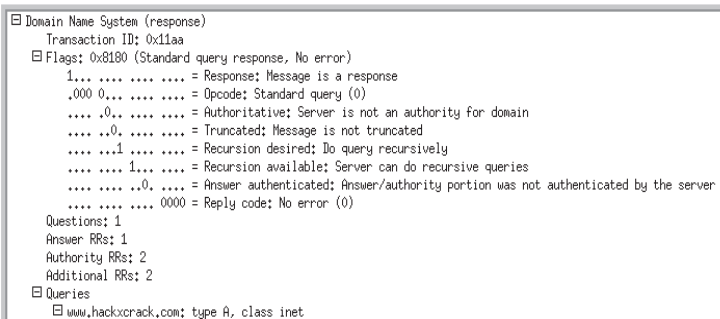 Domain Name System (response)
Transaction ID: 0x11aa
Flags: 0x8180 (Standard query response, No error)
1... .... .... .... = Response: Message is a response
.000 0... .... .... = Opcode: Standard query (0)
.... .0.. .... .... = Authoritative: Server is not an authority for domain
.... ..0. .... .... = Truncated: Message is not truncated
.... ...1 .... .... = Recursion desired: Do query recursively
.... .... 1... .... = Recursion available: Server can do recursive queries
.... .... ..0. .... = Answer authenticated: Answer/authority portion was not authenticated by the server
.... .... .... 0000 = Reply code: No error (0)
Questions: 1
Answer RRs: 1
Authority RRs: 2
Additional RRs: 2
Queries
www.hackxcrack.com: type A, class inet